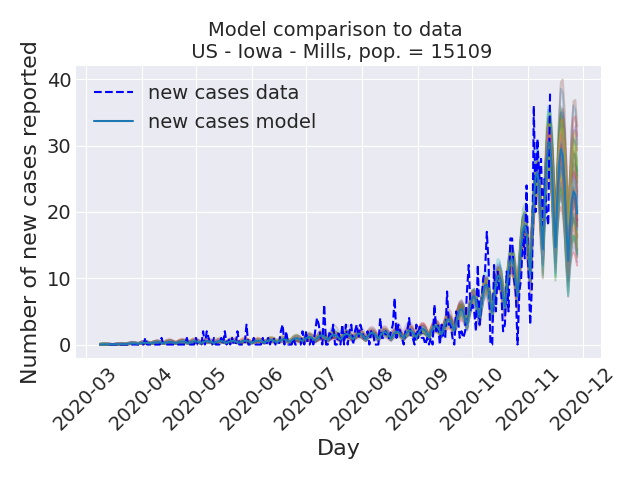 Model comparison to data
US - Iowa - Mills, pop. = 15109
new cases data
new cases model
Number of new cases reported
40
30
20
10
0
2020-03
2020-04
2020-05
2020-06
2020-07
2020-08
2020-09
2020-10
2020-11
2020-12
Day